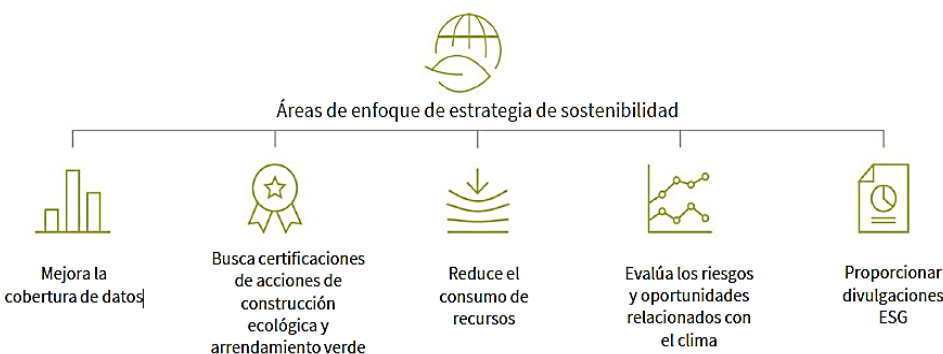 Áreas de enfoque de estrategia de sostenibilidad
Mejora la
cobertura de datos
Busca certificaciones
de acciones de
construcción
ecológica y
arrendamiento verde
Reduce el
consumo de
recursos
Evalúa los riesgos
y oportunidades
relacionados con
el clima
Proporcionar
divulgaciones
ESG